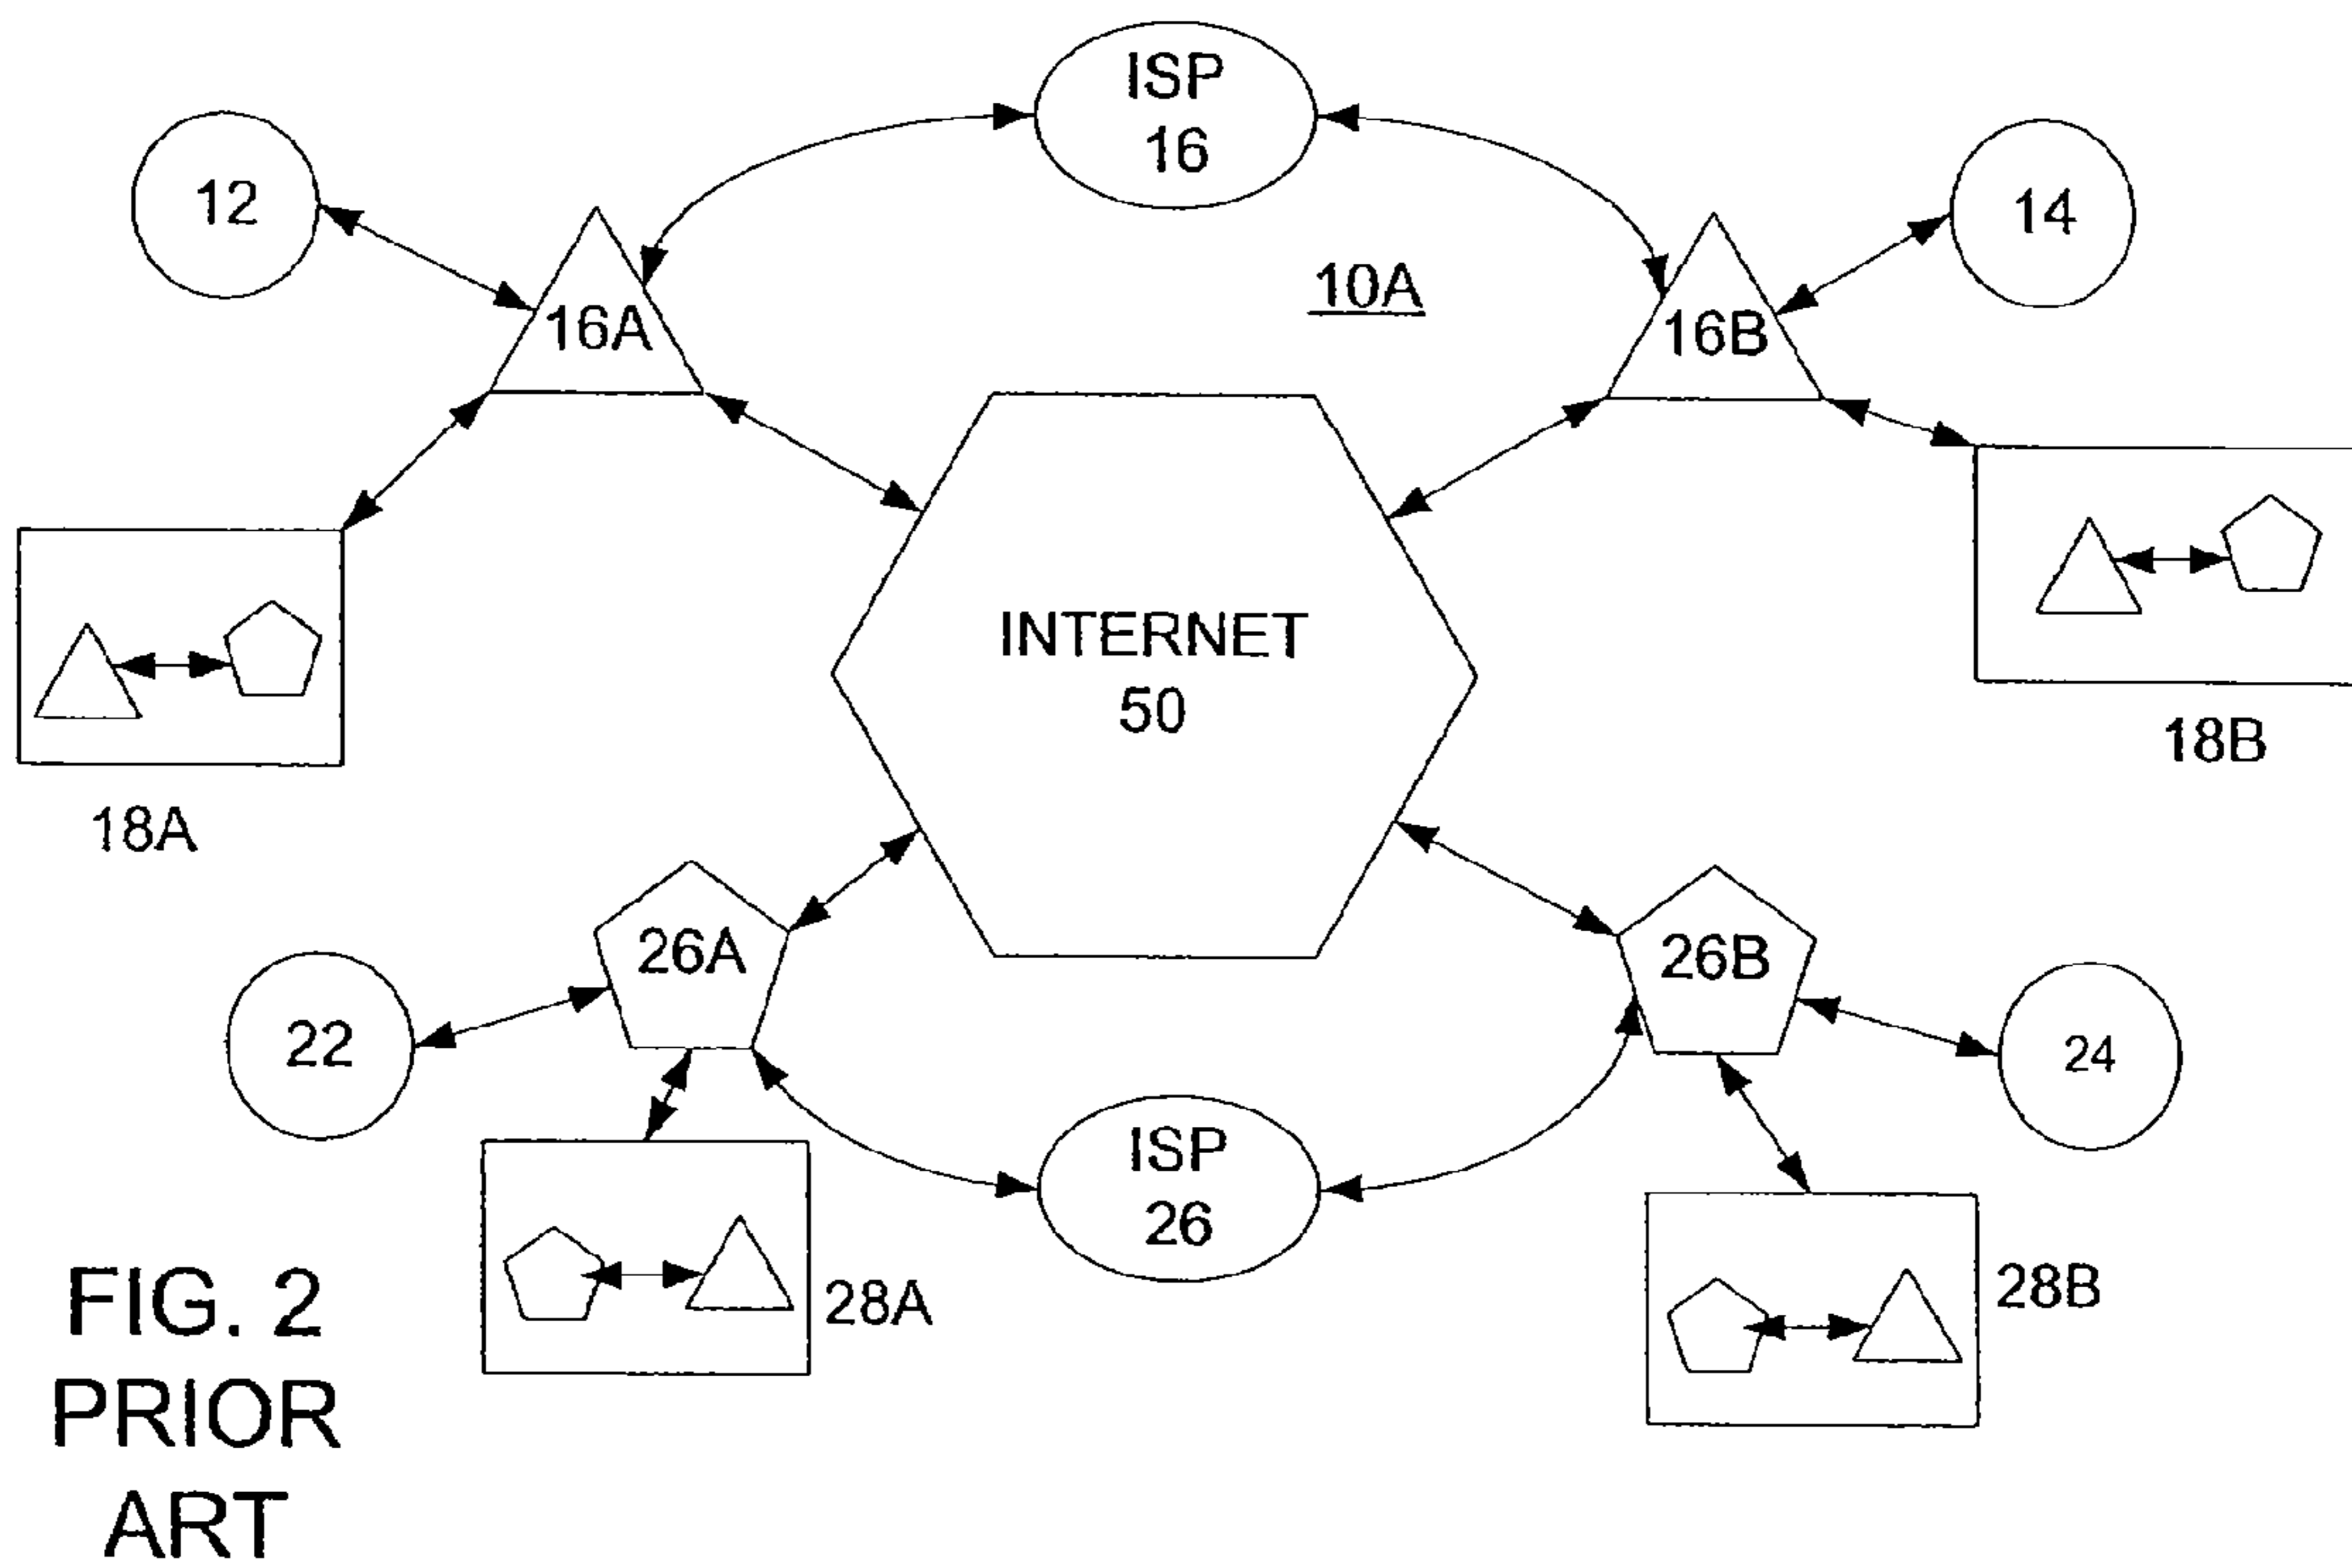 ISP
16
12
14
10A
16A
16B
INTERNET
50
18B
18A
26A
26B
22
24
ISP
26
28A
28B
FIG. 2
PRIOR
ART